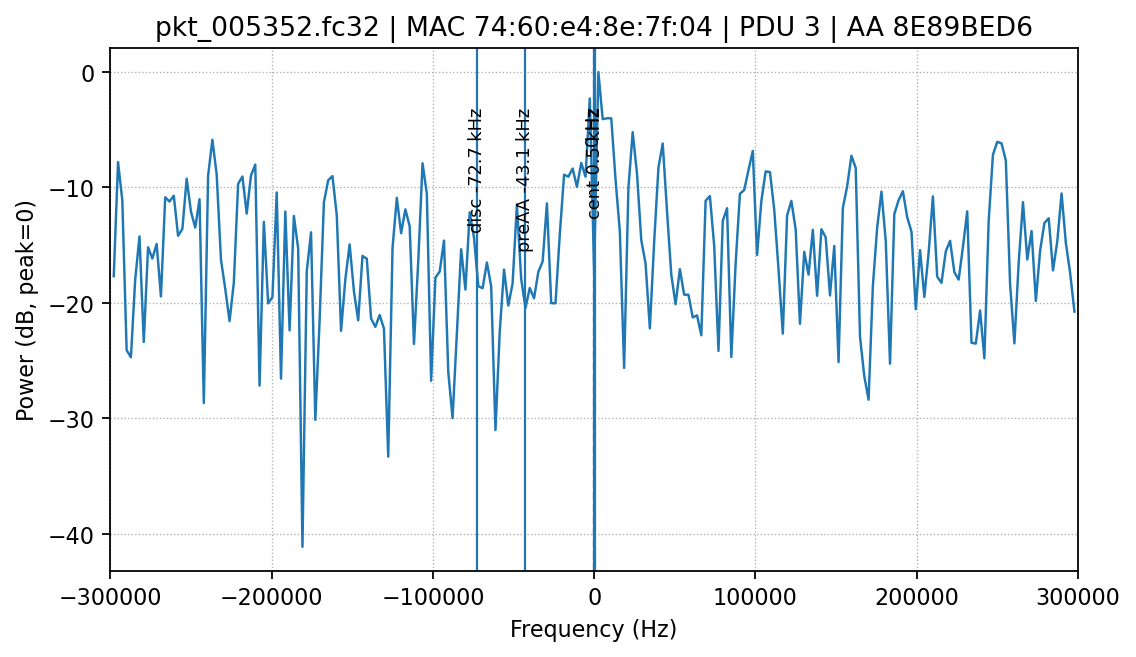 pkt_005352.fc32 | MAC 74:60:e4:8e:7f:04 | PDU 3 | AA 8E89BED6
Power (dB, peak=0)
0
−10
−20
−30
−40
disc -72.7 kHz
preAA -43.1 kHz
−300000
−200000
−100000
0
100000
200000
300000
Frequency (Hz)